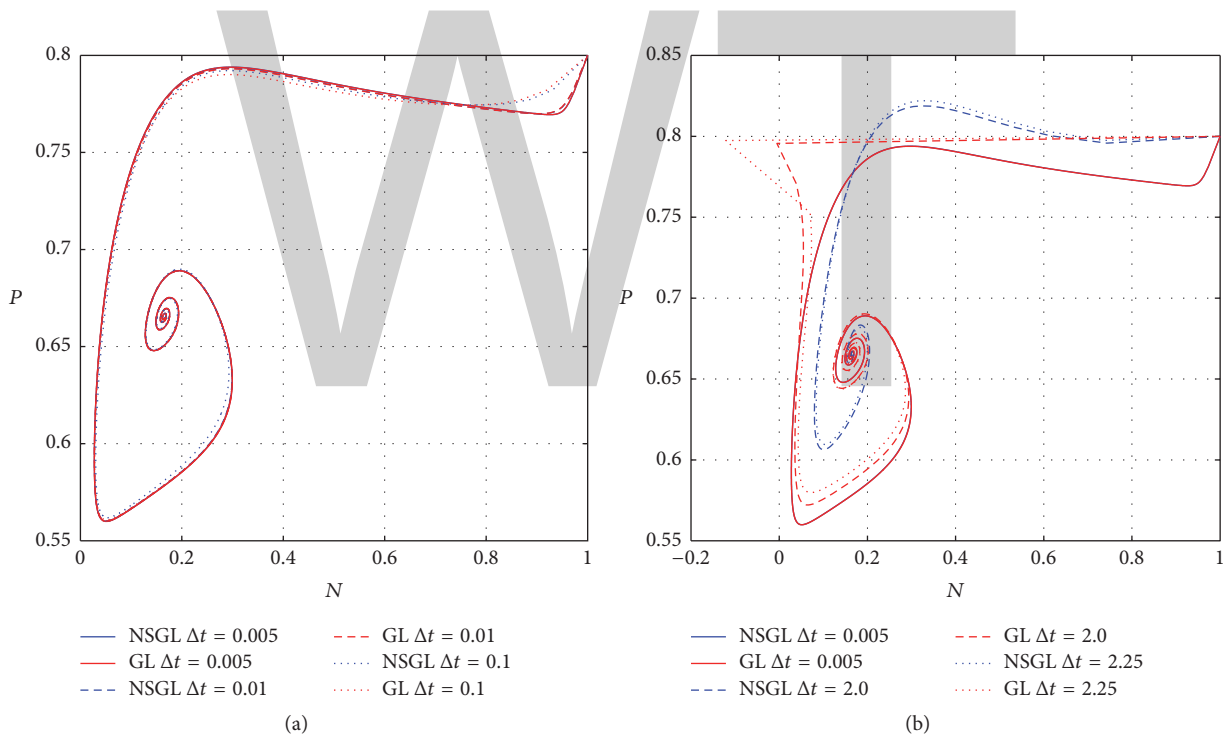 WT
0.8
0.75
0.7
P
0.65
0.6
0.55
0 0.2 0.4 0.6 0.8 1
N
NSGL Δt = 0.005
GL Δt = 0.005
NSGL Δt = 0.01
GL Δt = 0.01
NSGL Δt = 0.1
GL Δt = 0.1
(a)
0.85
0.8
0.75
0.7
P
0.65
0.6
0.55
−0.2 0 0.2 0.4 0.6 0.8 1
N
NSGL Δt = 0.005
GL Δt = 0.005
NSGL Δt = 2.0
GL Δt = 2.0
NSGL Δt = 2.25
GL Δt = 2.25
(b)